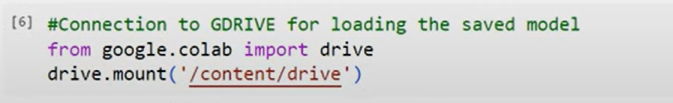 [6] #Connection to GDRIVE for loading the saved model
from google.colab import drive
drive.mount('/content/drive')